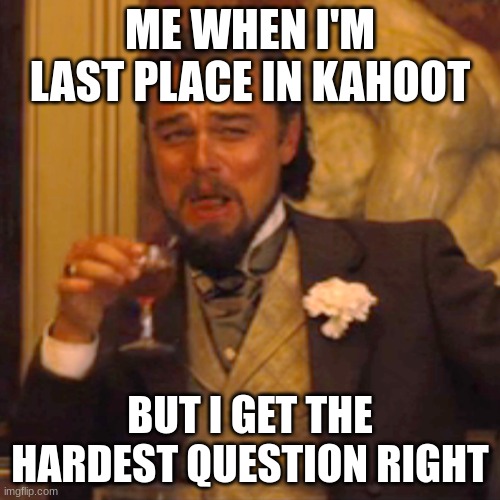 ME WHEN I'M
LAST PLACE IN KAHOOT
BUT I GET THE
HARDEST QUESTION RIGHT
imgflip.com